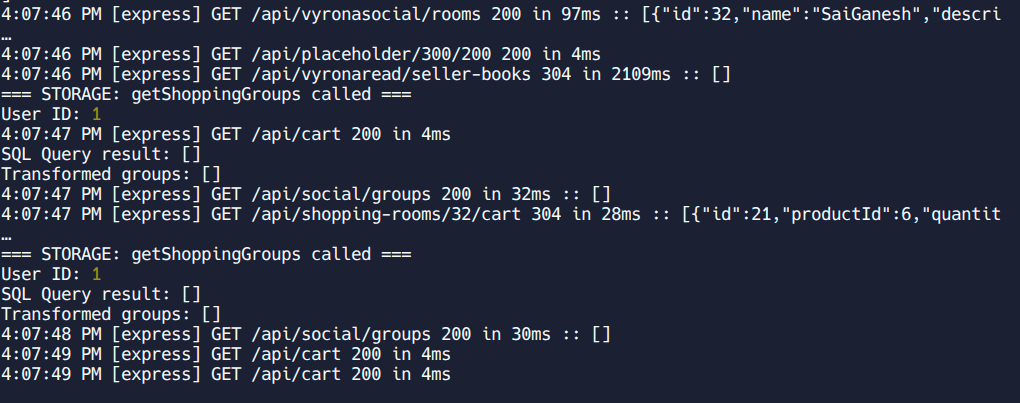 4:07:46 PM [express] GET /api/vyronasocial/rooms 200 in 97ms :: [{"id":32,"name":"SaiGanesh","descri
…
4:07:46 PM [express] GET /api/placeholder/300/200 200 in 4ms
4:07:46 PM [express] GET /api/vyronaread/seller-books 304 in 2109ms :: []
=== STORAGE: getShoppingGroups called ===
User ID: 1
4:07:47 PM [express] GET /api/cart 200 in 4ms
SQL Query result: []
Transformed groups: []
4:07:47 PM [express] GET /api/social/groups 200 in 32ms :: []
4:07:47 PM [express] GET /api/shopping-rooms/32/cart 304 in 28ms :: [{"id":21,"productId":6,"quantit
…
=== STORAGE: getShoppingGroups called ===
User ID: 1
SQL Query result: []
Transformed groups: []
4:07:48 PM [express] GET /api/social/groups 200 in 30ms :: []
4:07:49 PM [express] GET /api/cart 200 in 4ms
4:07:49 PM [express] GET /api/cart 200 in 4ms